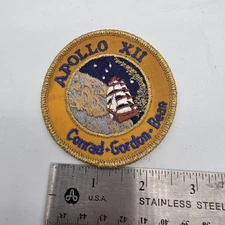 APOLLO XII
Conrad • Gordon • Bean
1 2 3
U.S.A. STAINLESS STEEL